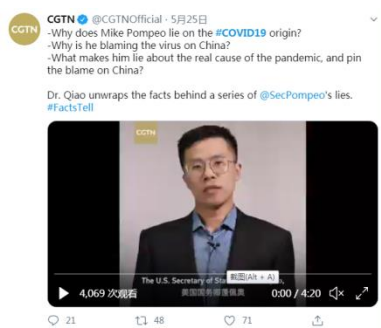 CGTN @CGTNOfficial · 5月25日
-Why does Mike Pompeo lie on the #COVID19 origin?
-Why is he blaming the virus on China?
-What makes him lie about the real cause of the pandemic, and pin
the blame on China?
Dr. Qiao unwraps the facts behind a series of @SecPompeo's lies.
#FactsTell
CGTN
CGTN
截图(Alt + A)
The U.S. Secretary of Sta
4,069 次观看
美国国务卿蓬佩奥
0:00 / 4:20
21
48
71